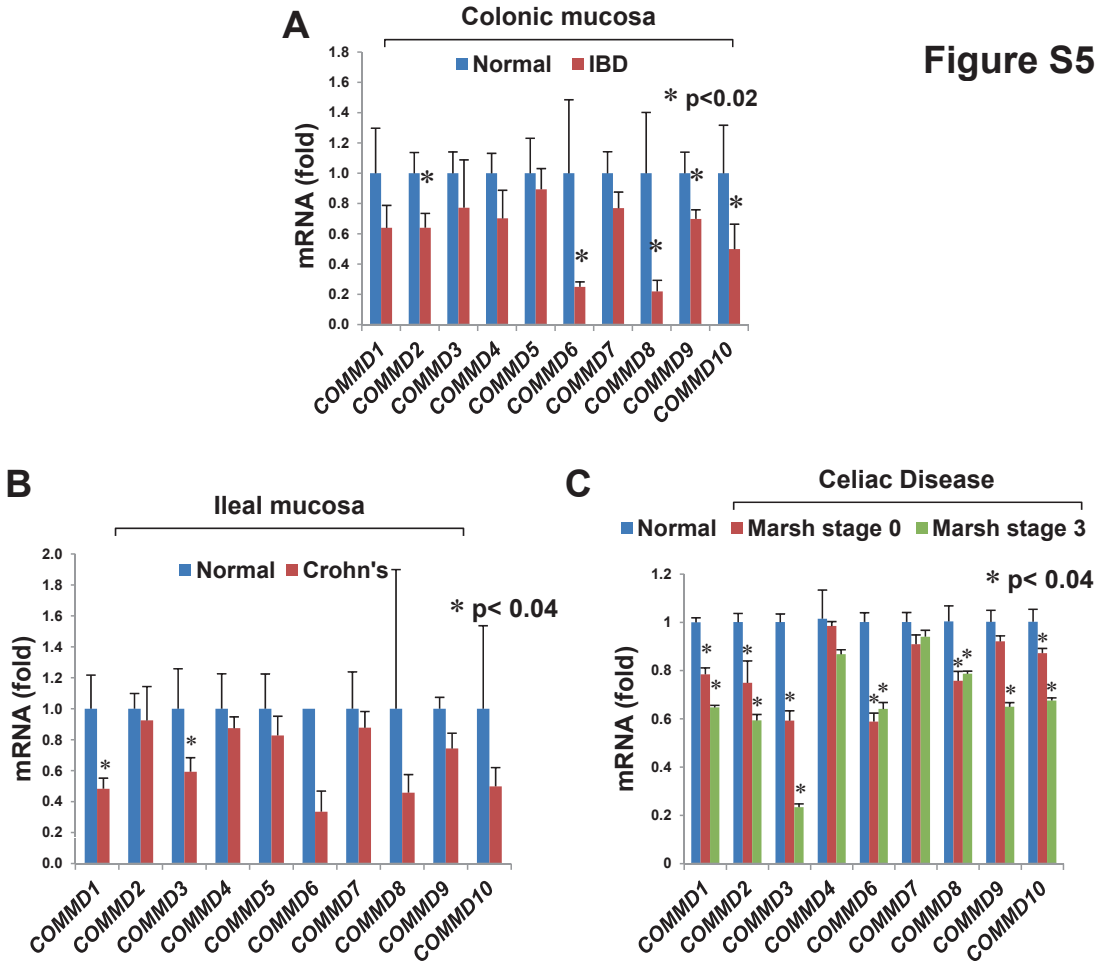 A
Colonic mucosa
Figure S5
Normal IBD
* p<0.02
mRNA (fold)
1.8
1.6
1.4
1.2
1.0
0.8
0.6
0.4
0.2
0.0
* * * * *
COMMD1 COMMD2 COMMD3 COMMD4 COMMD5 COMMD6 COMMD7 COMMD8 COMMD9 COMMD10
B
Ileal mucosa
Normal Crohn's
* p< 0.04
mRNA (fold)
2.0
1.8
1.6
1.4
1.2
1.0
0.8
0.6
0.4
0.2
0.0
* *
COMMD1 COMMD2 COMMD3 COMMD4 COMMD5 COMMD6 COMMD7 COMMD8 COMMD9 COMMD10
C
Celiac Disease
Normal Marsh stage 0 Marsh stage 3
* p< 0.04
mRNA (fold)
1.2
1
0.8
0.6
0.4
0.2
0
* * * * * * * * * * * * *
COMMD1 COMMD2 COMMD3 COMMD4 COMMD6 COMMD7 COMMD8 COMMD9 COMMD10